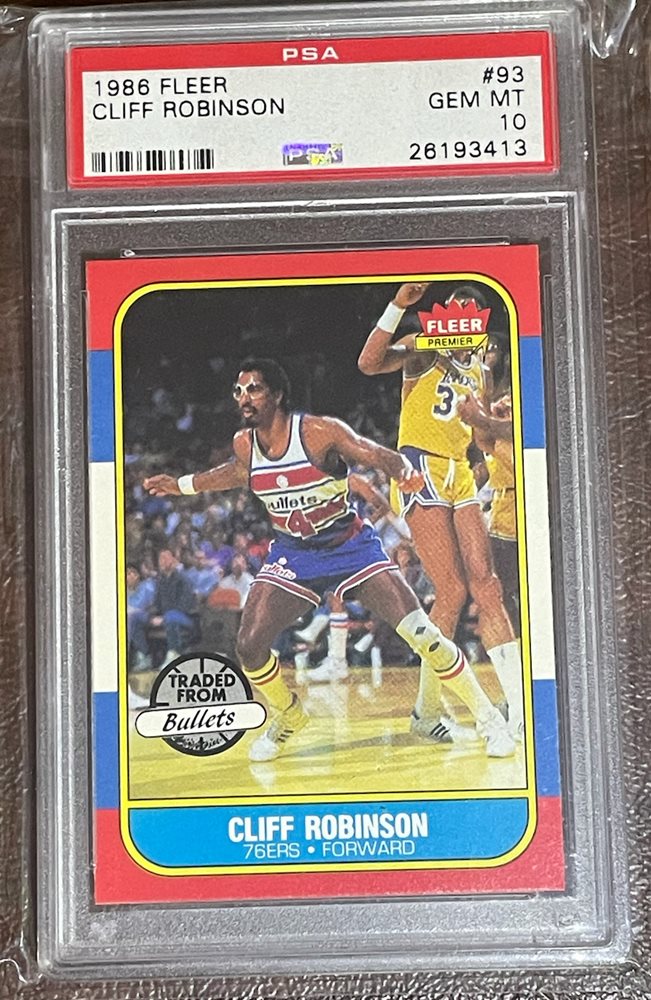 PSA
1986 FLEER #93
CLIFF ROBINSON GEM MT
10
26193413
FLEER
PREMIER
3
Bullets
4
TRADED
FROM
Bullets
CLIFF ROBINSON
76ERS • FORWARD